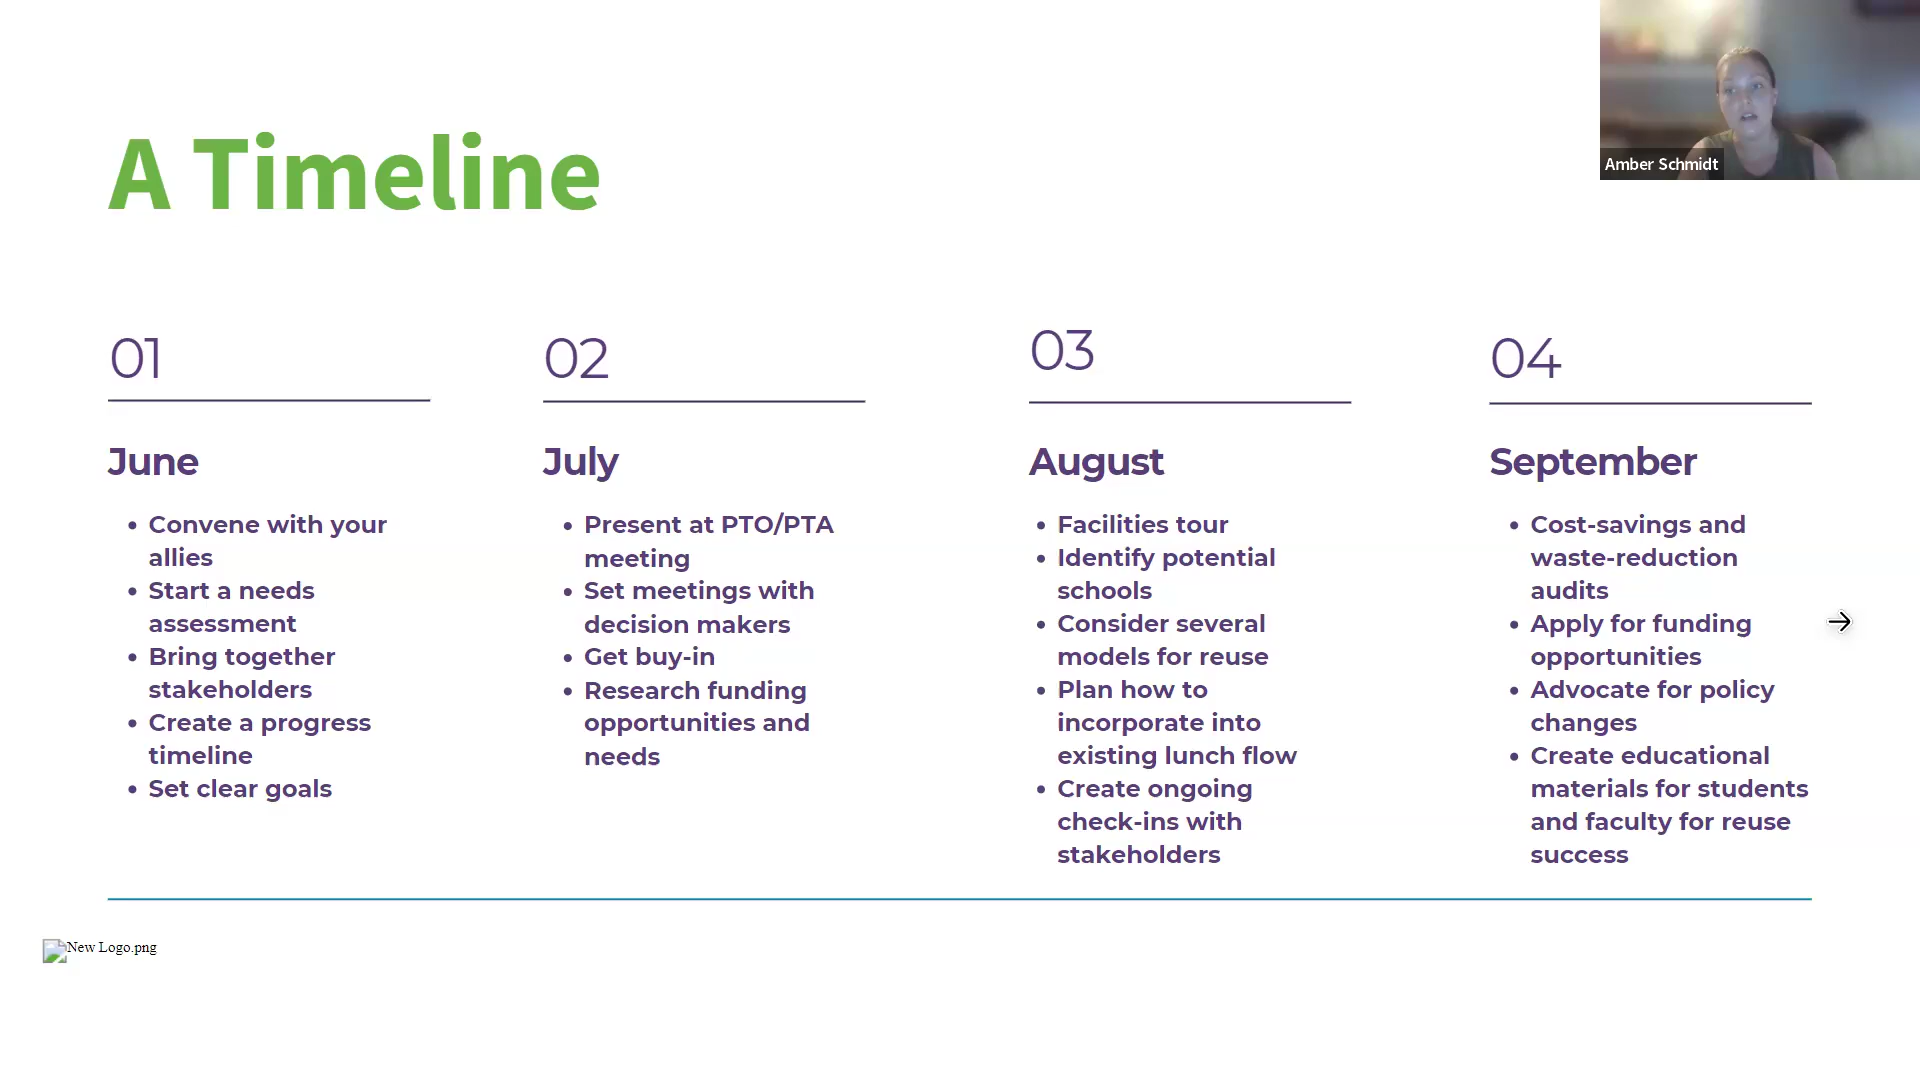 Amber Schmidt
A Timeline
01
June
• Convene with your
allies
• Start a needs
assessment
• Bring together
stakeholders
• Create a progress
timeline
• Set clear goals
02
July
• Present at PTO/PTA
meeting
• Set meetings with
decision makers
• Get buy-in
• Research funding
opportunities and
needs
03
August
• Facilities tour
• Identify potential
schools
• Consider several
models for reuse
• Plan how to
incorporate into
existing lunch flow
• Create ongoing
check-ins with
stakeholders
04
September
• Cost-savings and
waste-reduction
audits
• Apply for funding
opportunities
• Advocate for policy
changes
• Create educational
materials for students
and faculty for reuse
success
New Logo.png